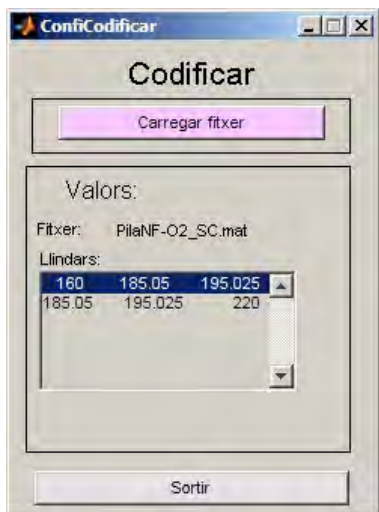 ConfiCodificar
Codificar
Carregar fitxer
Valors:
Fitxer: PilaNF-O2_SC.mat
Llindars:
160 185.05 195.025
185.05 195.025 220
Sortir